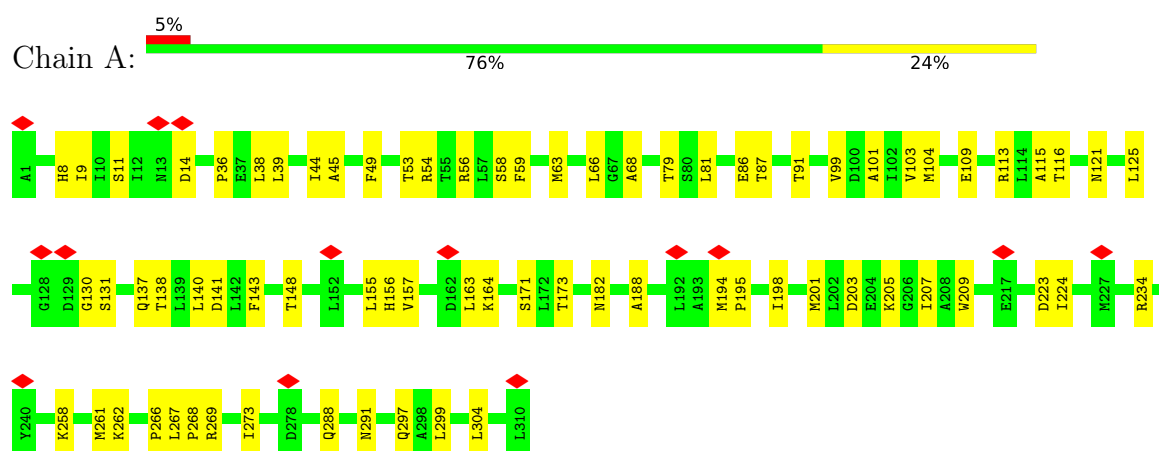 5%
Chain A:
76% 24%
A1 H8 I9 I10 S11 I12 N13 D14 P36 E37 L38 L39 I44 A45 F49 T53 R54 T55 R56 L57 S58 F59 M63 L66 G67 A68 T79 S80 L81 E86 T87 T91 V99 D100 A101 I102 V103 M104 E109 R113 L114 A115 T116 N121 L125
G128 D129 G130 S131 Q137 T138 L139 L140 D141 L142 F143 T148 L152 L155 H156 V157 D162 L163 K164 S171 L172 T173 N182 A188 L192 A193 M194 P195 I198 M201 L202 D203 E204 K205 G206 I207 A208 W209 E217 D223 I224 M227 R234
Y240 K258 M261 K262 P266 L267 P268 R269 I273 D278 Q288 N291 Q297 A298 L299 L304 L310